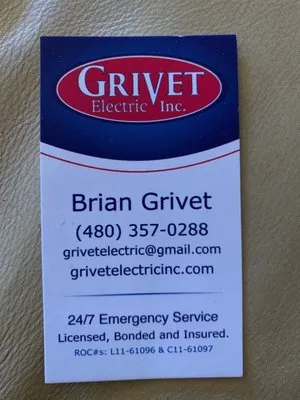 GRIVET
Electric Inc.
Brian Grivet
(480) 357-0288
grivetelectric@gmail.com
grivetelectricinc.com
24/7 Emergency Service
Licensed, Bonded and Insured.
ROC#s: L11-61096 & C11-61097